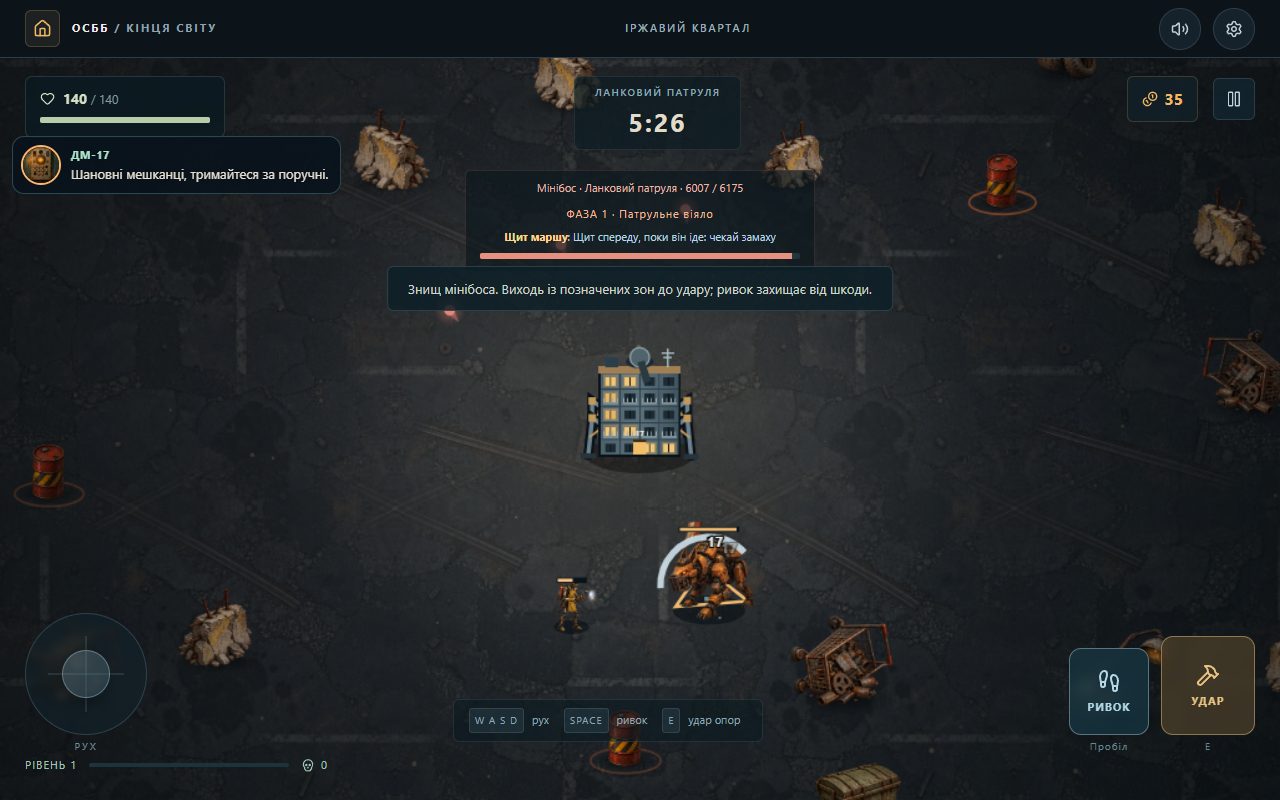 ОСББ / КІНЦЯ СВІТУ
ІРЖАВИЙ КВАРТАЛ
140 / 140
ЛАНКОВИЙ ПАТРУЛЯ
5:26
35
ДМ-17
Шановні мешканці, тримайтеся за поручні.
Мінібос · Ланковий патруля · 6007 / 6175
ФАЗА 1 · Патрульне віяло
Щит маршу: Щит спереду, поки він іде: чекай замаху
Знищ мінібоса. Виходь із позначених зон до удару; ривок захищає від шкоди.
17
17
17
РИВОК
УДАР
W A S D рух SPACE ривок E удар опор
РУХ
Пробіл
E
РІВЕНЬ 1
0